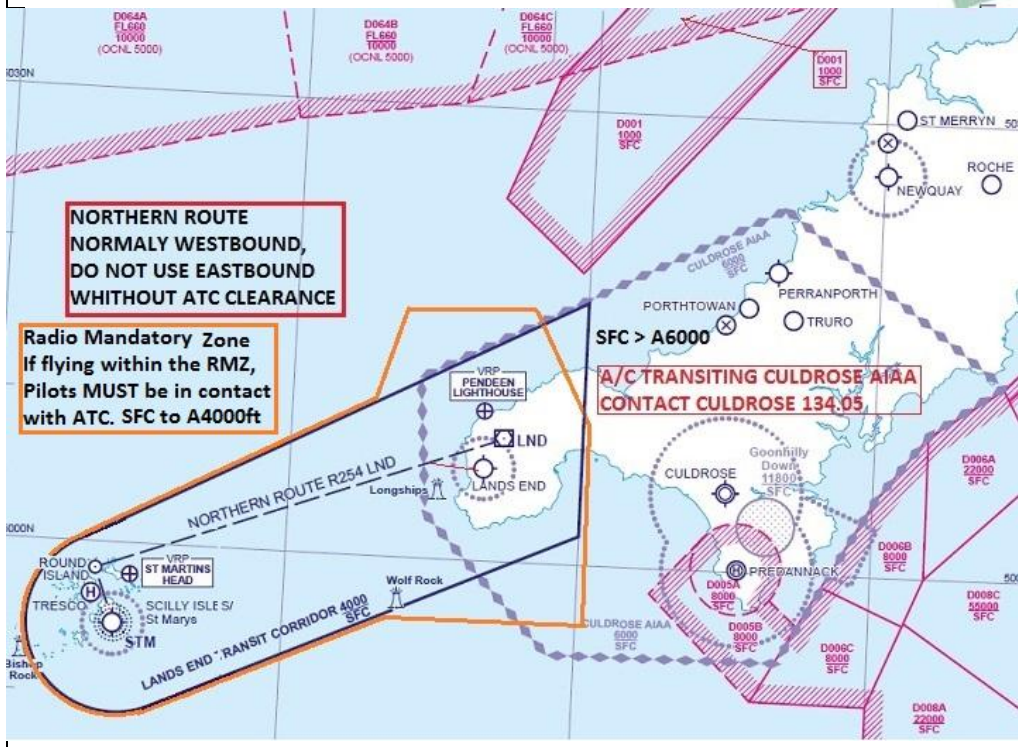 D064A
FL660
10000
(OCNL 5000)
D064B
FL660
10000
(OCNL 5000)
D064C
FL660
10000
(OCNL 5000)
D001
1000
SFC
5030N
D001
1000
SFC
ST MERRYN
50
ROCHE
NEWQUAY
NORTHERN ROUTE
NORMALY WESTBOUND,
DO NOT USE EASTBOUND
WHITHOUT ATC CLEARANCE
CULDROSE AIAA
6000
SFC
PERRANPORTH
PORTHTOWAN
TRURO
Radio Mandatory Zone
If flying within the RMZ,
Pilots MUST be in contact
with ATC. SFC to A4000ft
SFC > A6000
A/C TRANSITING CULDROSE AIAA
CONTACT CULDROSE 134.05
VRP
PENDEEN
LIGHTHOUSE
LND
LANDS END
Longships
NORTHERN ROUTE R254 LND
CULDROSE
Goonhilly
Down
11800
SFC
D006A
22000
SFC
5000N
ROUND
ISLAND
VRP
ST MARTINS
HEAD
H
TRESCO
SCILLY ISLES/
St Marys
STM
Bishop
Rock
Wolf Rock
LANDS END TRANSIT CORRIDOR 4000
SFC
H
PREDANNACK
D005A
8000
SFC
D005B
8000
SFC
CULDROSE AIAA
6000
SFC
D006B
8000
SFC
500
D008C
55000
SFC
D006C
8000
SFC
D008A
22000
SFC